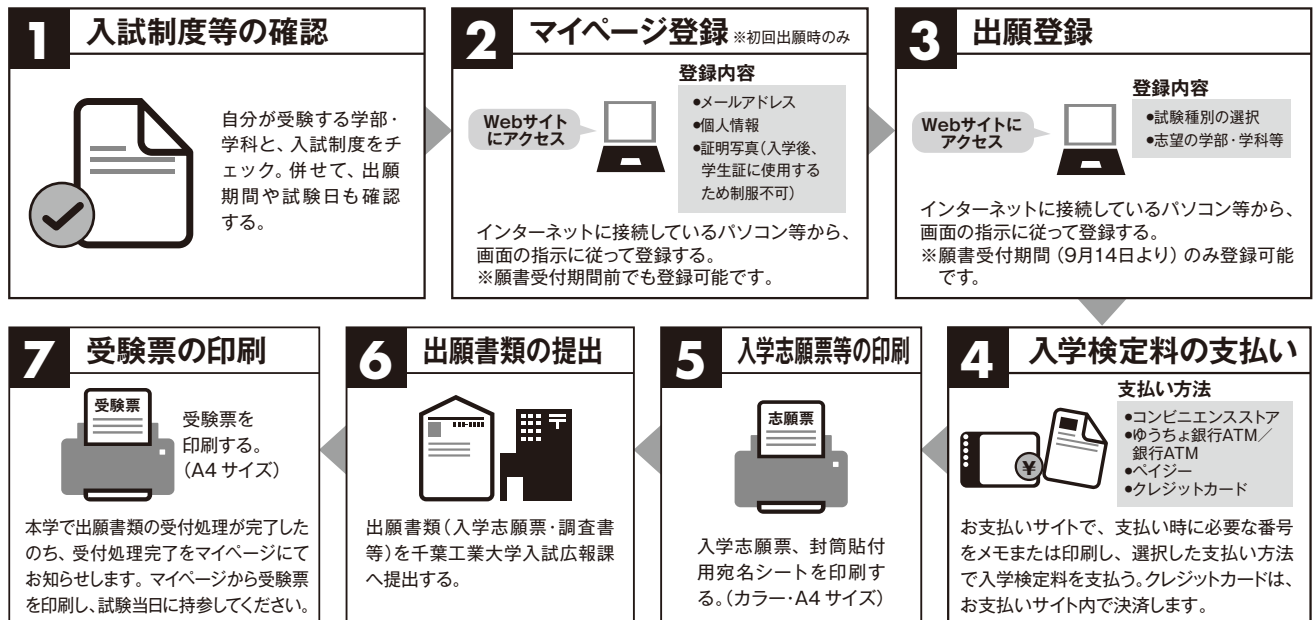 1 入試制度等の確認
自分が受験する学部・
学科と、入試制度をチ
ェック。併せて、出願
期間や試験日も確認
する。
2 マイページ登録 ※初回出願時のみ
Webサイト
にアクセス
登録内容
●メールアドレス
●個人情報
●証明写真(入学後、
学生証に使用する
ため制服不可)
インターネットに接続しているパソコン等から、
画面の指示に従って登録する。
※願書受付期間前でも登録可能です。
3 出願登録
Webサイトに
アクセス
登録内容
●試験種別の選択
●志望の学部・学科等
インターネットに接続しているパソコン等から、
画面の指示に従って登録する。
※願書受付期間(9月14日より)のみ登録可能
です。
4 入学検定料の支払い
¥
支払い方法
●コンビニエンスストア
●ゆうちょ銀行ATM/
銀行ATM
●ペイジー
●クレジットカード
お支払いサイトで、支払い時に必要な番号
をメモまたは印刷し、選択した支払い方法
で入学検定料を支払う。クレジットカードは、
お支払いサイト内で決済します。
5 入学志願票等の印刷
志願票
入学志願票、封筒貼付
用宛名シートを印刷す
る。(カラー・A4 サイズ)
6 出願書類の提出
〒
出願書類(入学志願票・調査書
等)を千葉工業大学入試広報課
へ提出する。
7 受験票の印刷
受験票
受験票を
印刷する。
(A4 サイズ)
本学で出願書類の受付処理が完了した
のち、受付処理完了をマイページにて
お知らせします。マイページから受験票
を印刷し、試験当日に持参してください。